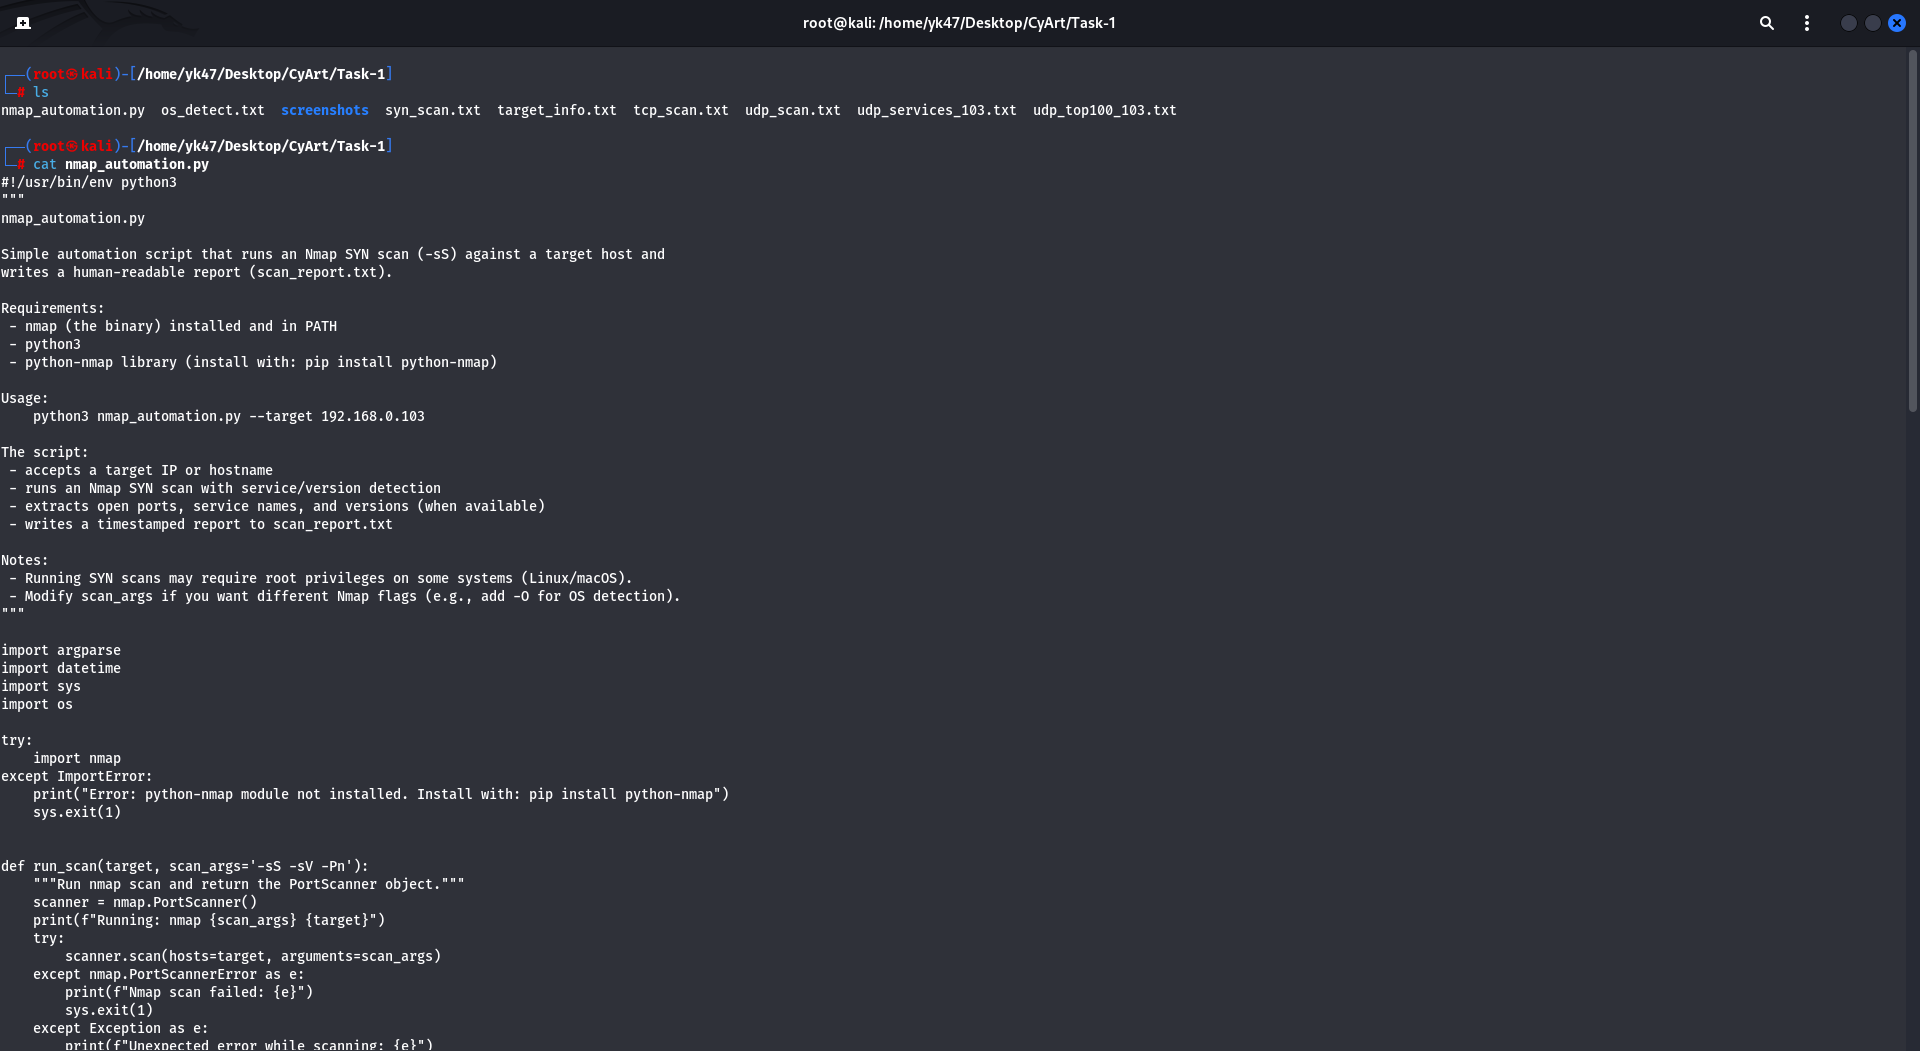 root@kali: /home/yk47/Desktop/CyArt/Task-1
┌──(root㉿kali)-[/home/yk47/Desktop/CyArt/Task-1]
└─# ls
nmap_automation.py  os_detect.txt  screenshots  syn_scan.txt  target_info.txt  tcp_scan.txt  udp_scan.txt  udp_services_103.txt  udp_top100_103.txt
┌──(root㉿kali)-[/home/yk47/Desktop/CyArt/Task-1]
└─# cat nmap_automation.py
#!/usr/bin/env python3
"""
nmap_automation.py
Simple automation script that runs an Nmap SYN scan (-sS) against a target host and
writes a human-readable report (scan_report.txt).
Requirements:
 - nmap (the binary) installed and in PATH
 - python3
 - python-nmap library (install with: pip install python-nmap)
Usage:
    python3 nmap_automation.py --target 192.168.0.103
The script:
 - accepts a target IP or hostname
 - runs an Nmap SYN scan with service/version detection
 - extracts open ports, service names, and versions (when available)
 - writes a timestamped report to scan_report.txt
Notes:
 - Running SYN scans may require root privileges on some systems (Linux/macOS).
 - Modify scan_args if you want different Nmap flags (e.g., add -O for OS detection).
"""
import argparse
import datetime
import sys
import os
try:
    import nmap
except ImportError:
    print("Error: python-nmap module not installed. Install with: pip install python-nmap")
    sys.exit(1)
def run_scan(target, scan_args='-sS -sV -Pn'):
    """Run nmap scan and return the PortScanner object."""
    scanner = nmap.PortScanner()
    print(f"Running: nmap {scan_args} {target}")
    try:
        scanner.scan(hosts=target, arguments=scan_args)
    except nmap.PortScannerError as e:
        print(f"Nmap scan failed: {e}")
        sys.exit(1)
    except Exception as e:
        print(f"Unexpected error while scanning: {e}")